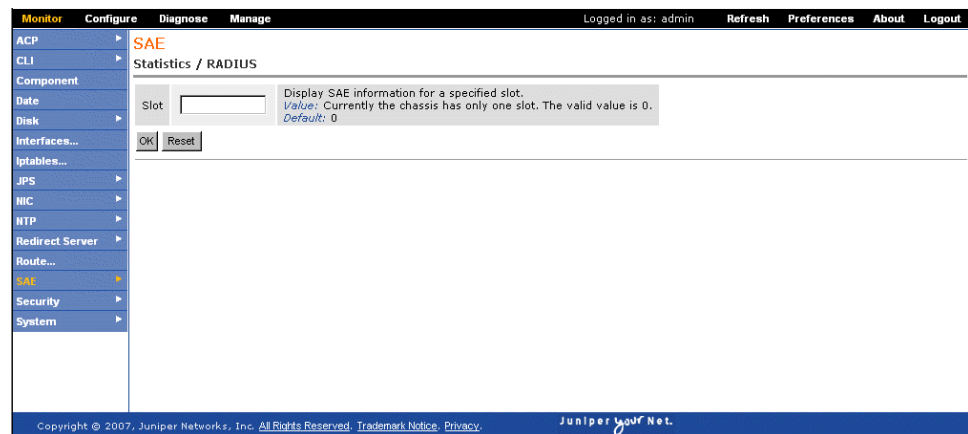 Monitor Configure Diagnose Manage Logged in as: admin Refresh Preferences About Logout
ACP
CLI
Component
Date
Disk
Interfaces...
Iptables...
JPS
NIC
NTP
Redirect Server
Route...
SAE
Security
System
SAE
Statistics / RADIUS
Slot
Display SAE information for a specified slot.
Value: Currently the chassis has only one slot. The valid value is 0.
Default: 0
OK Reset
Copyright © 2007, Juniper Networks, Inc. All Rights Reserved. Trademark Notice. Privacy. Juniper your Net.